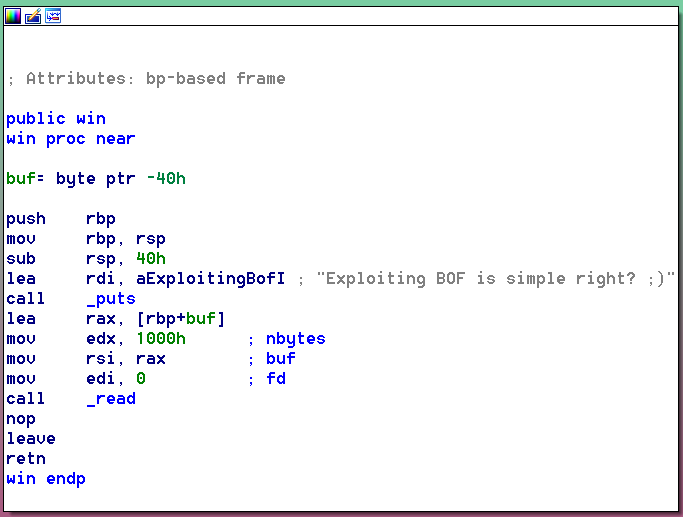 ; Attributes: bp-based frame
public win
win proc near
buf= byte ptr -40h
push    rbp
mov     rbp, rsp
sub     rsp, 40h
lea     rdi, aExploitingBofI ; "Exploiting BOF is simple right? ;)"
call    _puts
lea     rax, [rbp+buf]
mov     edx, 1000h      ; nbytes
mov     rsi, rax        ; buf
mov     edi, 0          ; fd
call    _read
nop
leave
retn
win endp